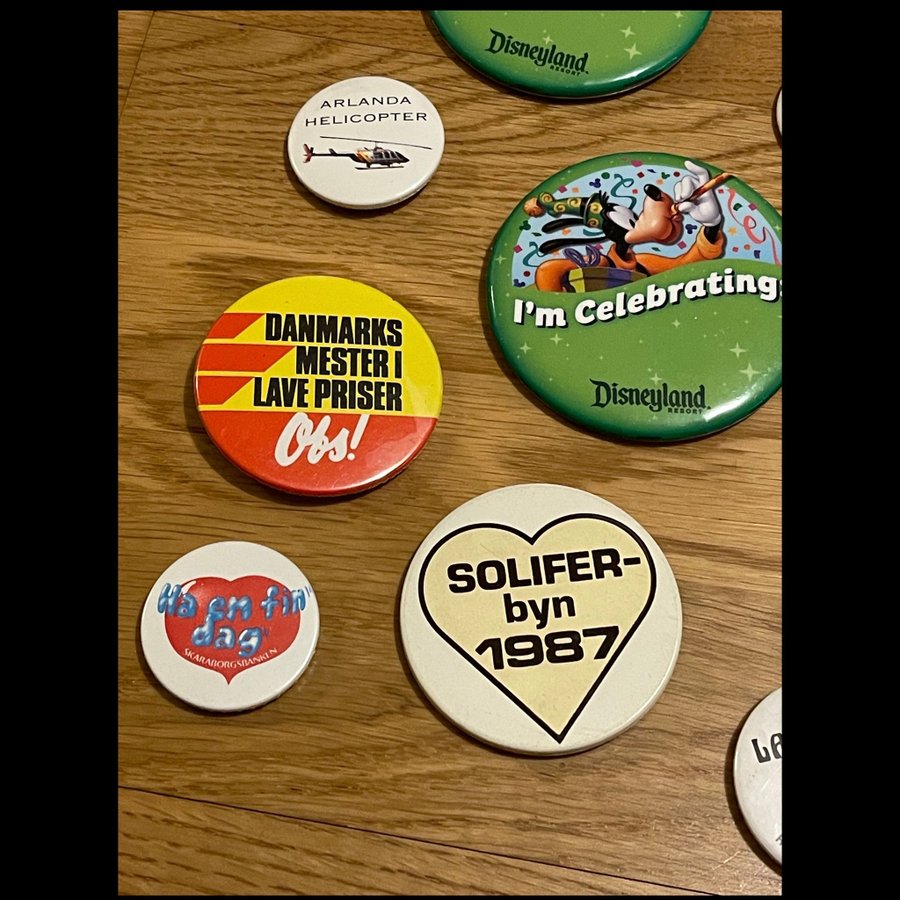 Disneyland
RESORT
ARLANDA
HELICOPTER
I'm Celebrating
Disneyland
RESORT
DANMARKS
MESTER I
LAVE PRISER
Obs!
SOLIFER-
byn
1987
Ha en fin
dag
SKARABORGSBANKEN